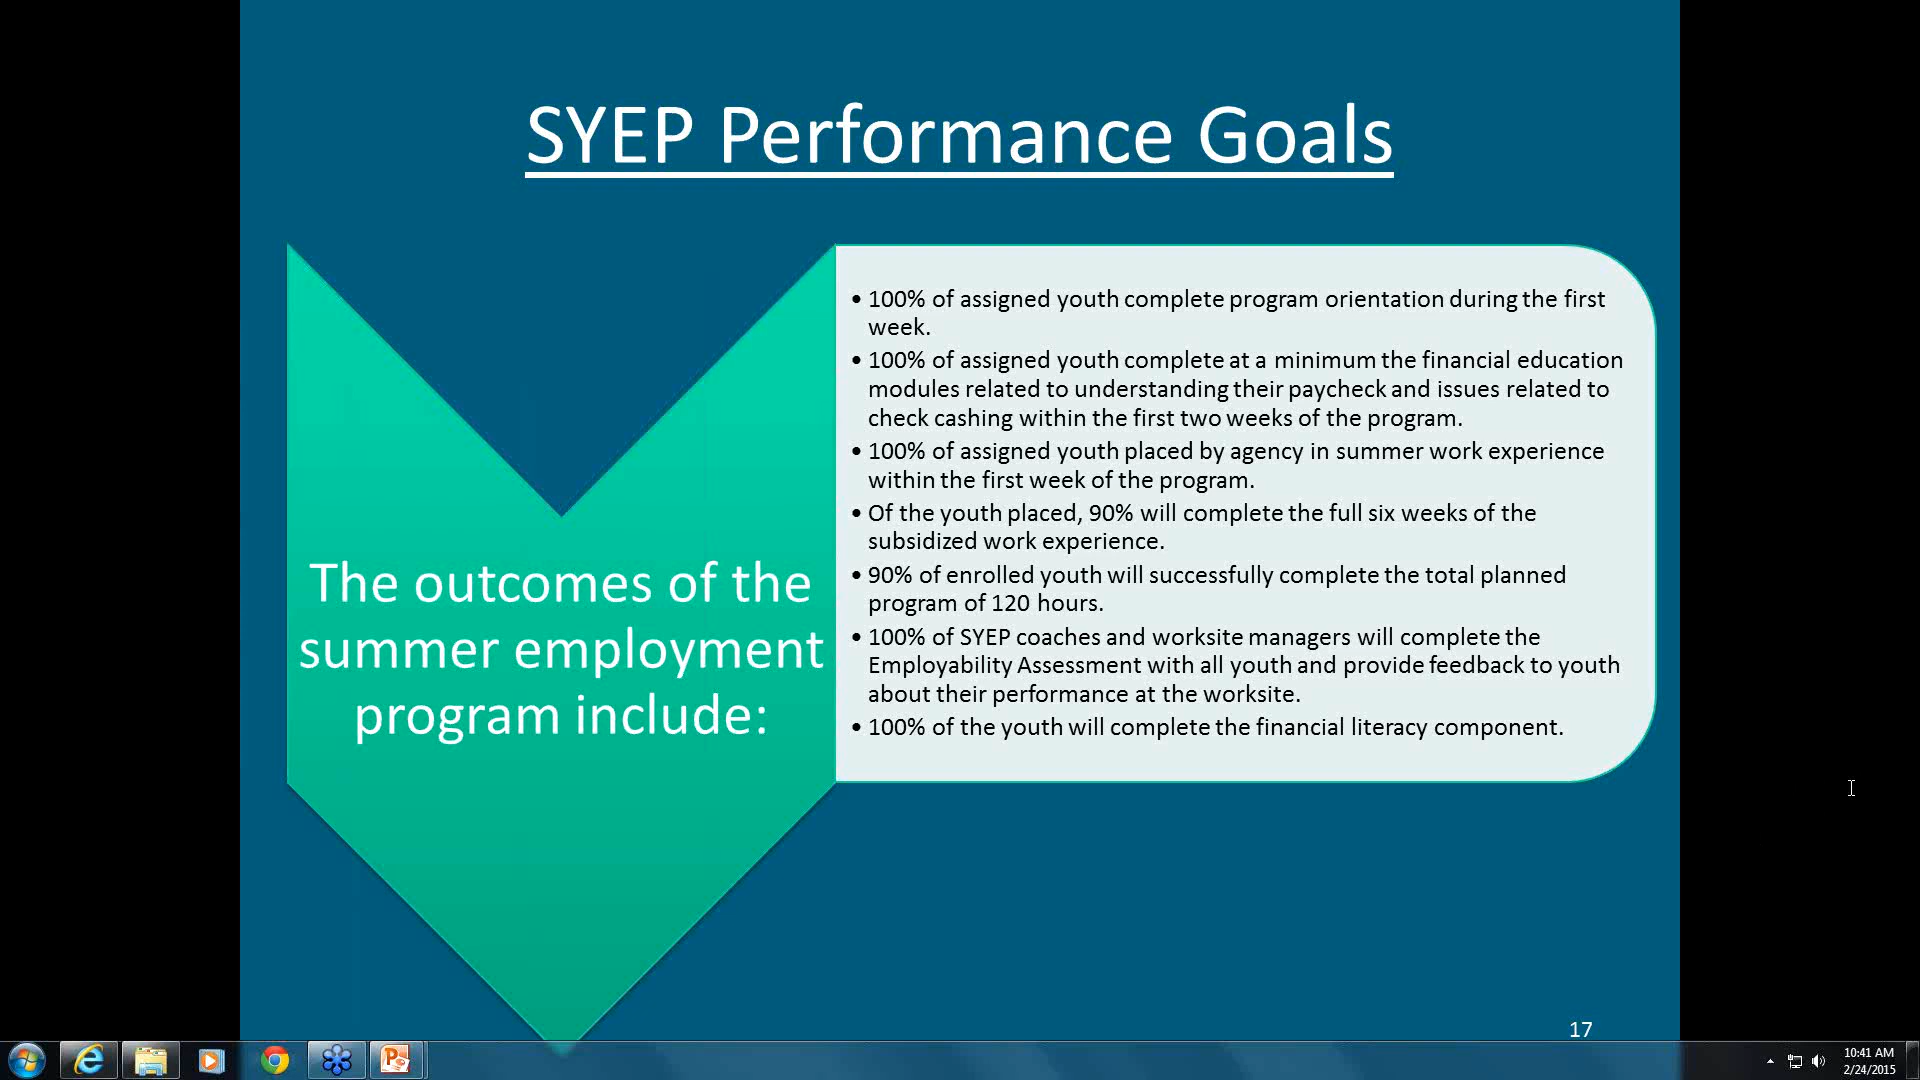 SYEP Performance Goals
The outcomes of the
summer employment
program include:
• 100% of assigned youth complete program orientation during the first
week.
• 100% of assigned youth complete at a minimum the financial education
modules related to understanding their paycheck and issues related to
check cashing within the first two weeks of the program.
• 100% of assigned youth placed by agency in summer work experience
within the first week of the program.
• Of the youth placed, 90% will complete the full six weeks of the
subsidized work experience.
• 90% of enrolled youth will successfully complete the total planned
program of 120 hours.
• 100% of SYEP coaches and worksite managers will complete the
Employability Assessment with all youth and provide feedback to youth
about their performance at the worksite.
• 100% of the youth will complete the financial literacy component.
17
10:41 AM
2/24/2015